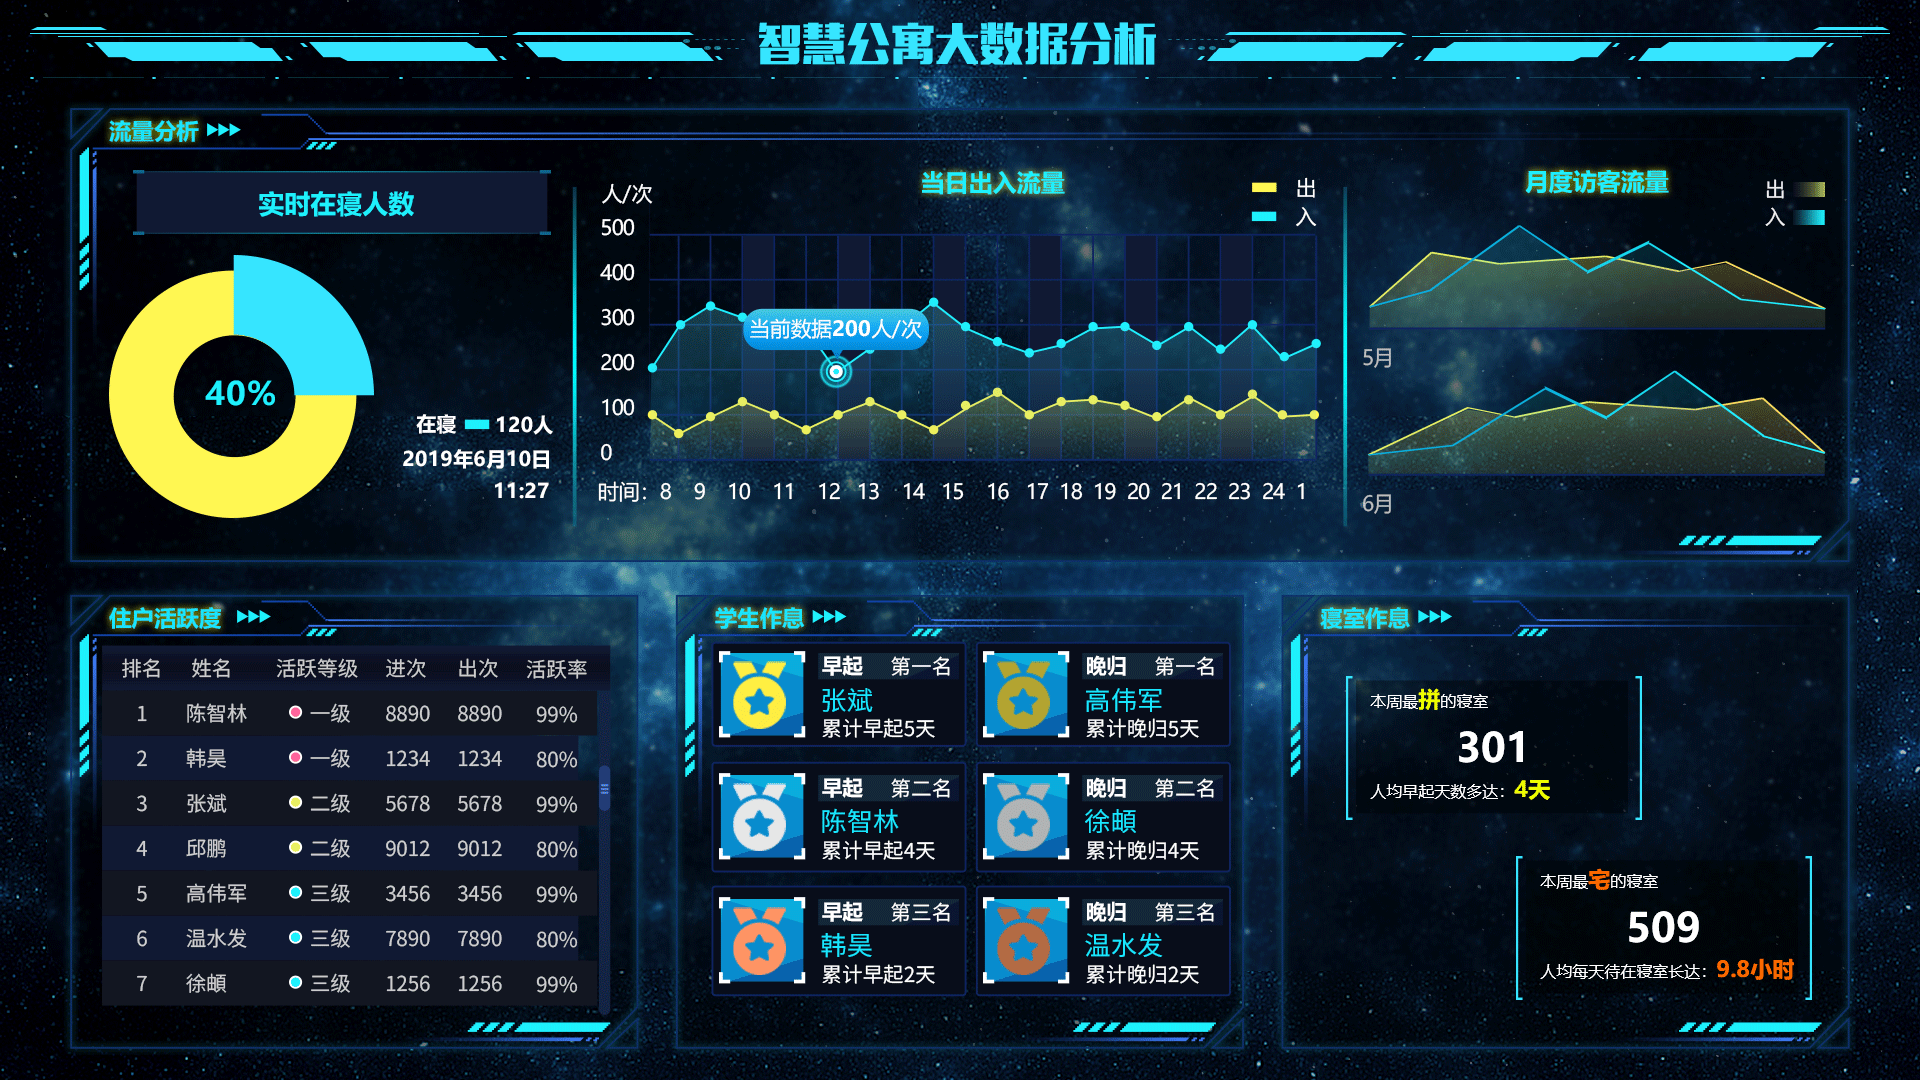 智慧公寓大数据分析
流量分析
实时在寝人数
40%
在寝 120人
2019年6月10日
11:27
当日出入流量
人/次
出
入
500
400
300
200
100
0
当前数据200人/次
时间: 8 9 10 11 12 13 14 15 16 17 18 19 20 21 22 23 24 1
月度访客流量
出
入
5月
6月
住户活跃度
排名 姓名 活跃等级 进次 出次 活跃率
1 陈智林 一级 8890 8890 99%
2 韩昊 一级 1234 1234 80%
3 张斌 二级 5678 5678 99%
4 邱鹏 二级 9012 9012 80%
5 高伟军 三级 3456 3456 99%
6 温水发 三级 7890 7890 80%
7 徐頔 三级 1256 1256 99%
学生作息
早起 第一名
张斌
累计早起5天
晚归 第一名
高伟军
累计晚归5天
早起 第二名
陈智林
累计早起4天
晚归 第二名
徐頔
累计晚归4天
早起 第三名
韩昊
累计早起2天
晚归 第三名
温水发
累计晚归2天
寝室作息
本周最拼的寝室
301
人均早起天数多达: 4天
本周最宅的寝室
509
人均每天待在寝室长达: 9.8小时